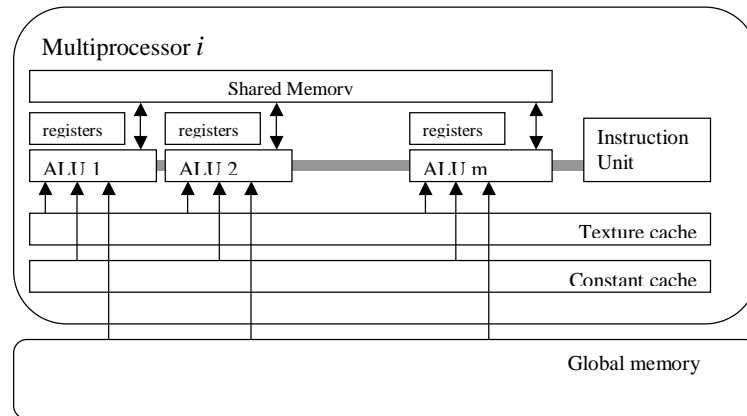 Multiprocessor i
Shared Memory
registers
registers
registers
Instruction
Unit
ALU 1
ALU 2
ALU m
Texture cache
Constant cache
Global memory